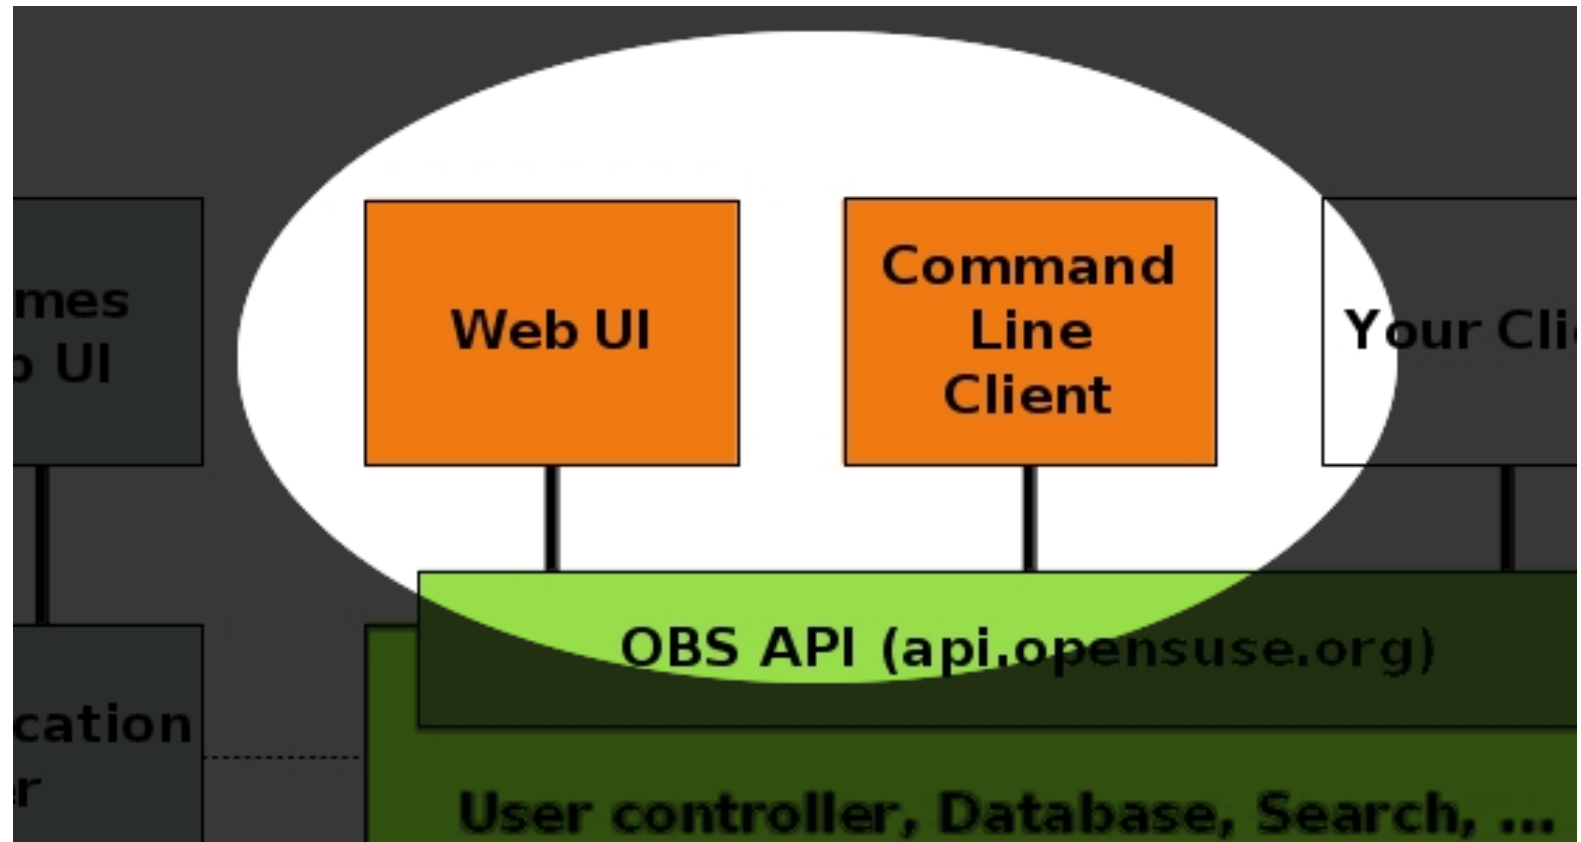 mes
UI
Web UI
Command
Line
Client
Your Cli
OBS API (api.opensuse.org)
cation
r
User controller, Database, Search, ...